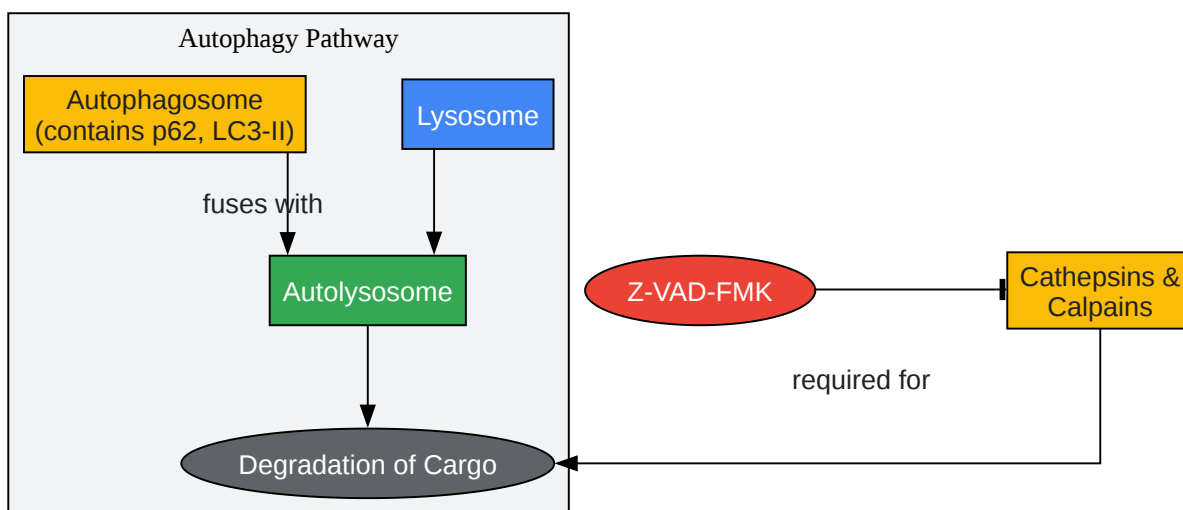 Autophagy Pathway
Autophagosome
(contains p62, LC3-II)
Lysosome
fuses with
Autolysosome
Z-VAD-FMK
Cathepsins &
Calpains
required for
Degradation of Cargo